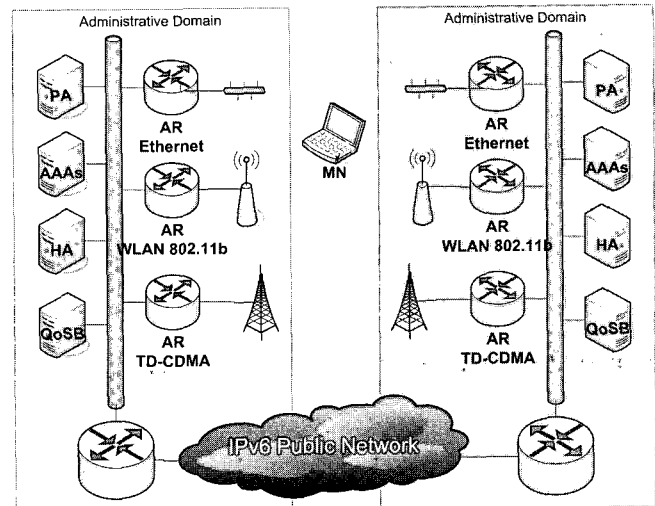 Administrative Domain
PA
AR
Ethernet
AAAs
AR
WLAN 802.11b
HA
AR
TD-CDMA
QoSB
MN
Administrative Domain
AR
Ethernet
PA
AR
WLAN 802.11b
AAAs
HA
AR
TD-CDMA
QoSB
IPv6 Public Network